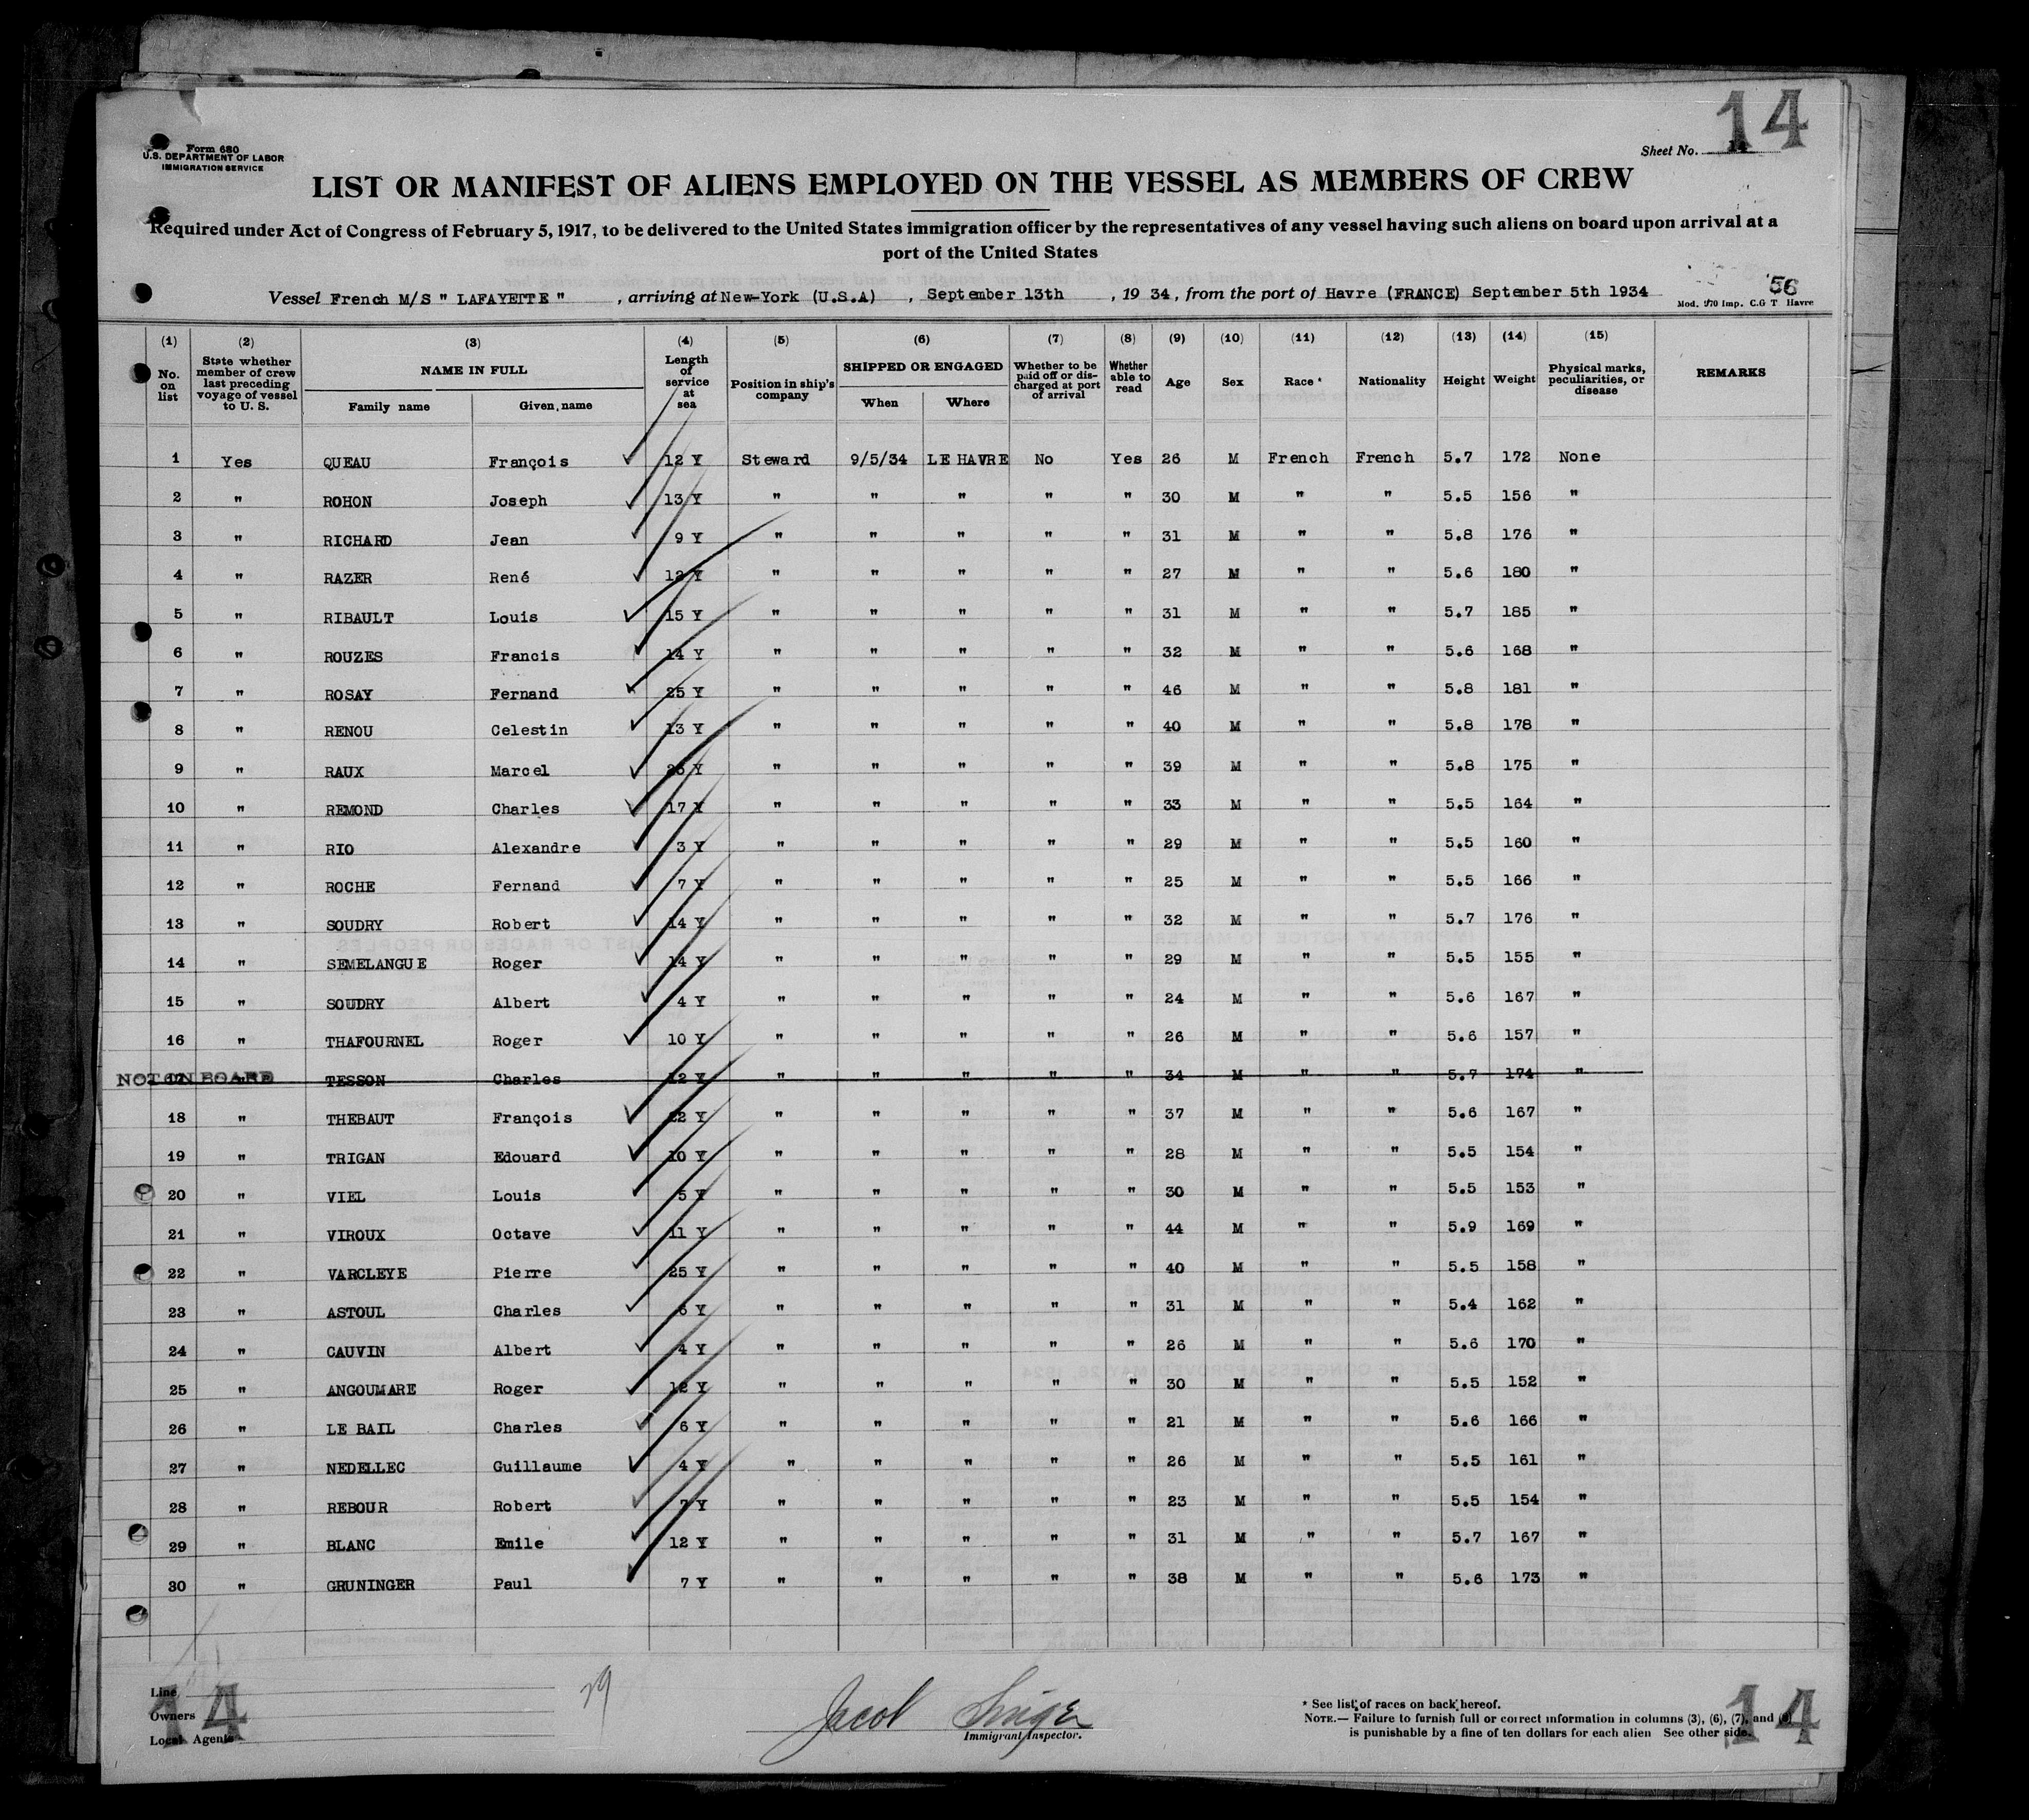 14
Form 680
U.S. DEPARTMENT OF LABOR
IMMIGRATION SERVICE
Sheet No. 14
LIST OR MANIFEST OF ALIENS EMPLOYED ON THE VESSEL AS MEMBERS OF CREW
Required under Act of Congress of February 5, 1917, to be delivered to the United States immigration officer by the representatives of any vessel having such aliens on board upon arrival at a
port of the United States
56
Vessel French M/S " LAFAYETTE " , arriving at New-York (U.S.A) , September 13th , 19 34, from the port of Havre (FRANCE) September 5th 1934
Mod. 970 Imp. C.G T Havre
(1) (2) (3) (4) (5) (6) (7) (8) (9) (10) (11) (12) (13) (14) (15)
No. on list | State whether member of crew last preceding voyage of vessel to U. S. | NAME IN FULL Family name Given name | Length of service at sea | Position in ship's company | SHIPPED OR ENGAGED When Where | Whether to be paid off or discharged at port of arrival | Whether able to read | Age | Sex | Race * | Nationality | Height | Weight | Physical marks, peculiarities, or disease | REMARKS
1 Yes QUEAU François 12 Y Steward 9/5/34 LE HAVRE No Yes 26 M French French 5.7 172 None
2 " ROHON Joseph 13 Y " " " " " 30 M " " 5.5 156 "
3 " RICHARD Jean 9 Y " " " " " 31 M " " 5.8 176 "
4 " RAZER René 12 Y " " " " " 27 M " " 5.6 180 "
5 " RIBAULT Louis 15 Y " " " " " 31 M " " 5.7 185 "
6 " ROUZES Francis 14 Y " " " " " 32 M " " 5.6 168 "
7 " ROSAY Fernand 25 Y " " " " " 46 M " " 5.8 181 "
8 " RENOU Celestin 13 Y " " " " " 40 M " " 5.8 178 "
9 " RAUX Marcel Y " " " " " 39 M " " 5.8 175 "
10 " REMOND Charles 17 Y " " " " " 33 M " " 5.5 164 "
11 " RIO Alexandre 3 Y " " " " " 29 M " " 5.5 160 "
12 " ROCHE Fernand 7 Y " " " " " 25 M " " 5.5 166 "
13 " SOUDRY Robert 14 Y " " " " " 32 M " " 5.7 176 "
14 " SEMELANGUE Roger 14 Y " " " " " 29 M " " 5.5 155 "
15 " SOUDRY Albert 4 Y " " " " " 24 M " " 5.6 167 "
16 " THAFOURNEL Roger 10 Y " " " " " 26 M " " 5.6 157 "
NOT ON BOARD 17 " TESSON Charles 12 Y " " " " " 34 M " " 5.7 174 "
18 " THEBAUT François 22 Y " " " " " 37 M " " 5.6 167 "
19 " TRIGAN Edouard 10 Y " " " " " 28 M " " 5.5 154 "
20 " VIEL Louis 5 Y " " " " " 30 M " " 5.5 153 "
21 " VIROUX Octave 11 Y " " " " " 44 M " " 5.9 169 "
22 " VARCLEYE Pierre 25 Y " " " " " 40 M " " 5.5 158 "
23 " ASTOUL Charles 6 Y " " " " " 31 M " " 5.4 162 "
24 " CAUVIN Albert 4 Y " " " " " 26 M " " 5.6 170 "
25 " ANGOUMARE Roger 12 Y " " " " " 30 M " " 5.5 152 "
26 " LE BAIL Charles 6 Y " " " " " 21 M " " 5.6 166 "
27 " NEDELLEC Guillaume 4 Y " " " " " 26 M " " 5.5 161 "
28 " REBOUR Robert 7 Y " " " " " 23 M " " 5.5 154 "
29 " BLANC Emile 12 Y " " " " " 31 M " " 5.7 167 "
30 " GRUNINGER Paul 7 Y " " " " " 38 M " " 5.6 173 "
Line
Owners
Local Agents
14
29
Jacob Singer
Immigrant Inspector.
* See list of races on back hereof.
NOTE.— Failure to furnish full or correct information in columns (3), (6), (7), and
is punishable by a fine of ten dollars for each alien See other side.
14